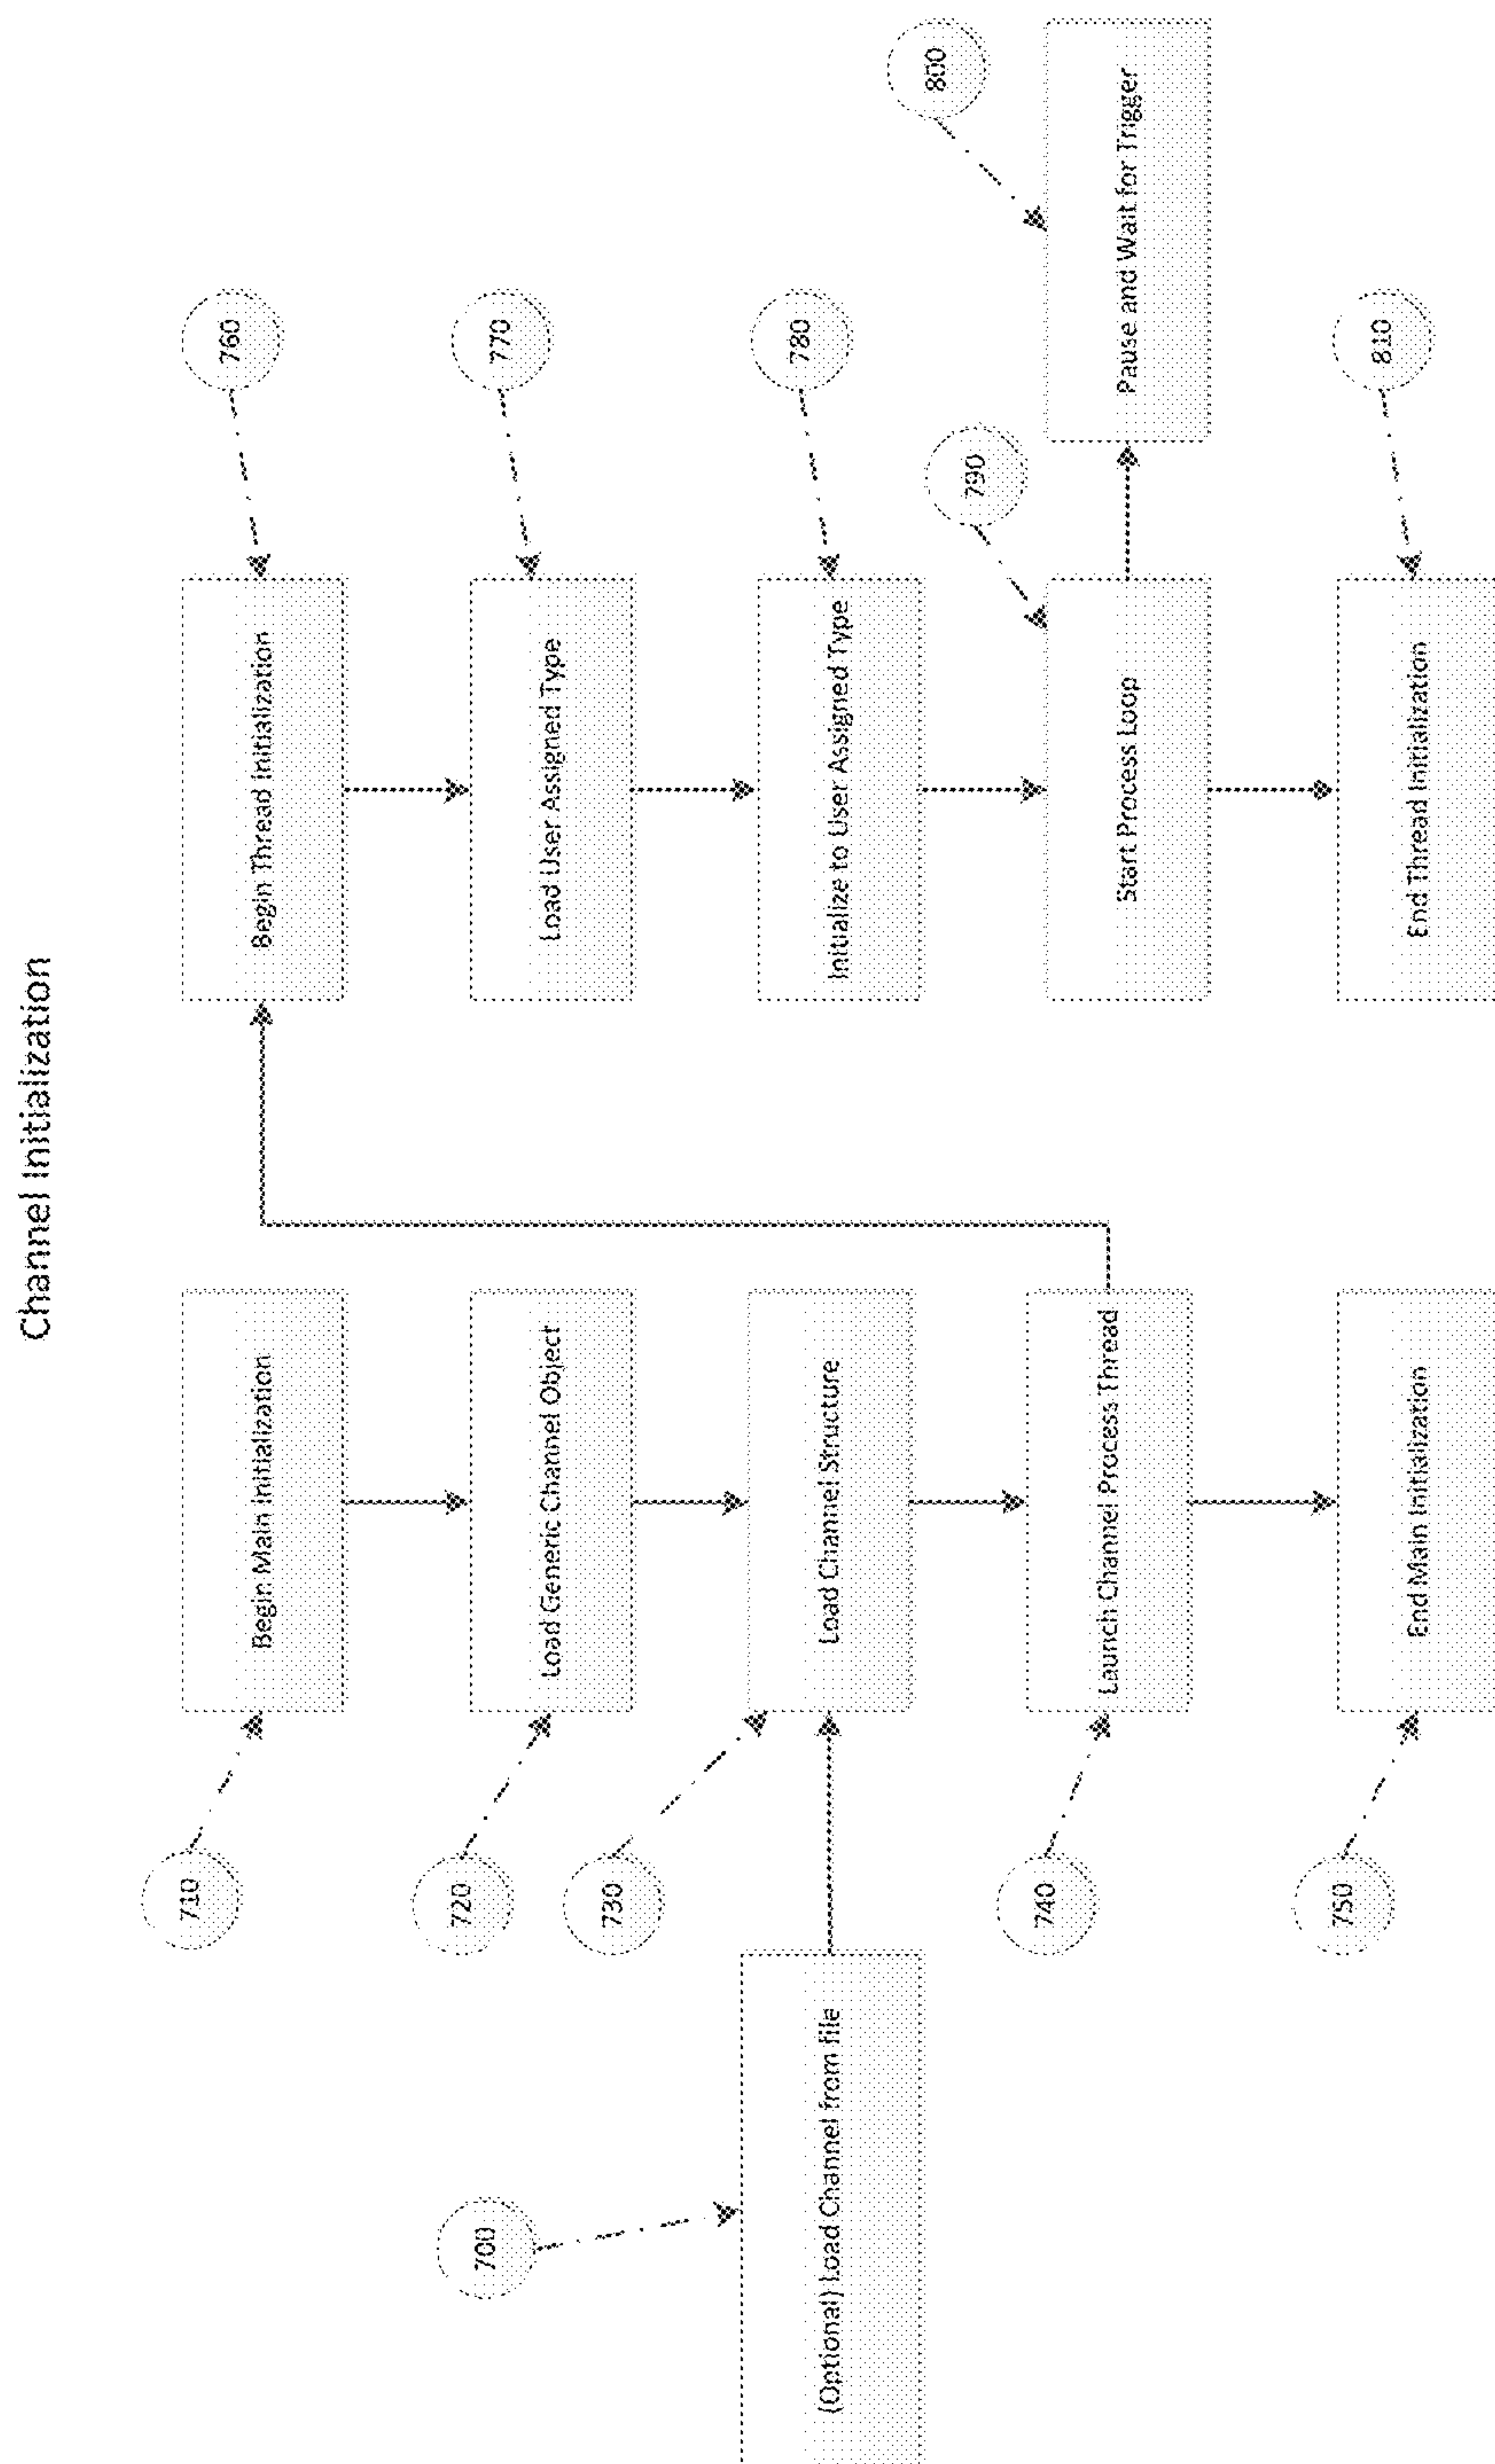 Channel Initialization
700
(Optional) Load Channel from file
710
Begin Main Initialization
720
Load Generic Channel Object
730
Load Channel Structure
740
Launch Channel Process Thread
750
End Main Initialization
760
Begin Thread Initialization
770
Load User Assigned Type
780
Initialize to User Assigned Type
790
Start Process Loop
800
Pause and Wait for Trigger
810
End Thread Initialization